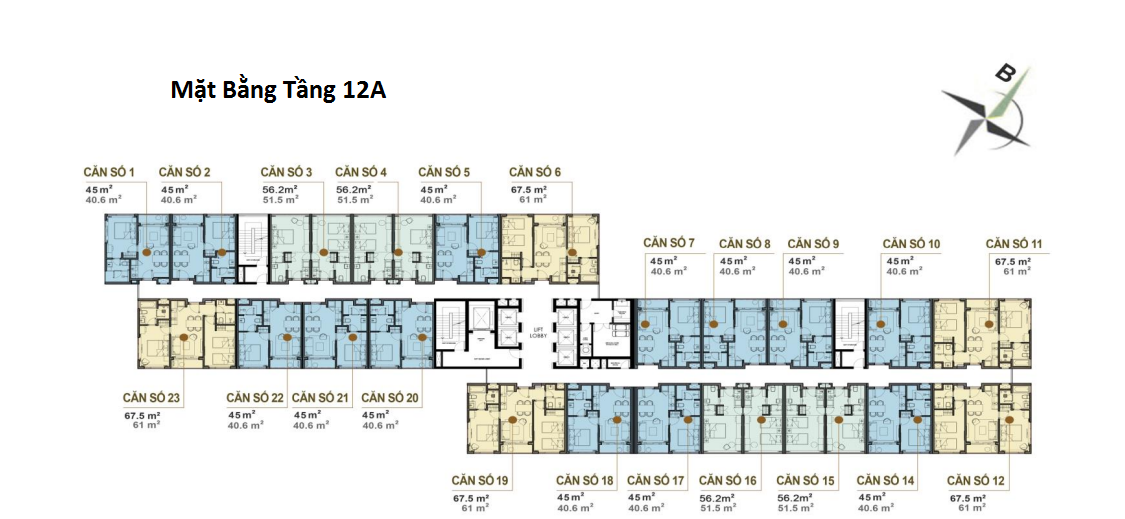 B
Mặt Bằng Tầng 12A
CĂN SỐ 1
45 m²
40.6 m²
CĂN SỐ 2
45 m²
40.6 m²
CĂN SỐ 3
56.2m²
51.5 m²
CĂN SỐ 4
56.2m²
51.5 m²
CĂN SỐ 5
45 m²
40.6 m²
CĂN SỐ 6
67.5 m²
61 m²
CĂN SỐ 7
45 m²
40.6 m²
CĂN SỐ 8
45 m²
40.6 m²
CĂN SỐ 9
45 m²
40.6 m²
CĂN SỐ 10
45 m²
40.6 m²
CĂN SỐ 11
67.5 m²
61 m²
LIFT
LOBBY
CĂN SỐ 23
67.5 m²
61 m²
CĂN SỐ 22
45 m²
40.6 m²
CĂN SỐ 21
45 m²
40.6 m²
CĂN SỐ 20
45 m²
40.6 m²
CĂN SỐ 19
67.5 m²
61 m²
CĂN SỐ 18
45 m²
40.6 m²
CĂN SỐ 17
45 m²
40.6 m²
CĂN SỐ 16
56.2m²
51.5 m²
CĂN SỐ 15
56.2m²
51.5 m²
CĂN SỐ 14
45 m²
40.6 m²
CĂN SỐ 12
67.5 m²
61 m²